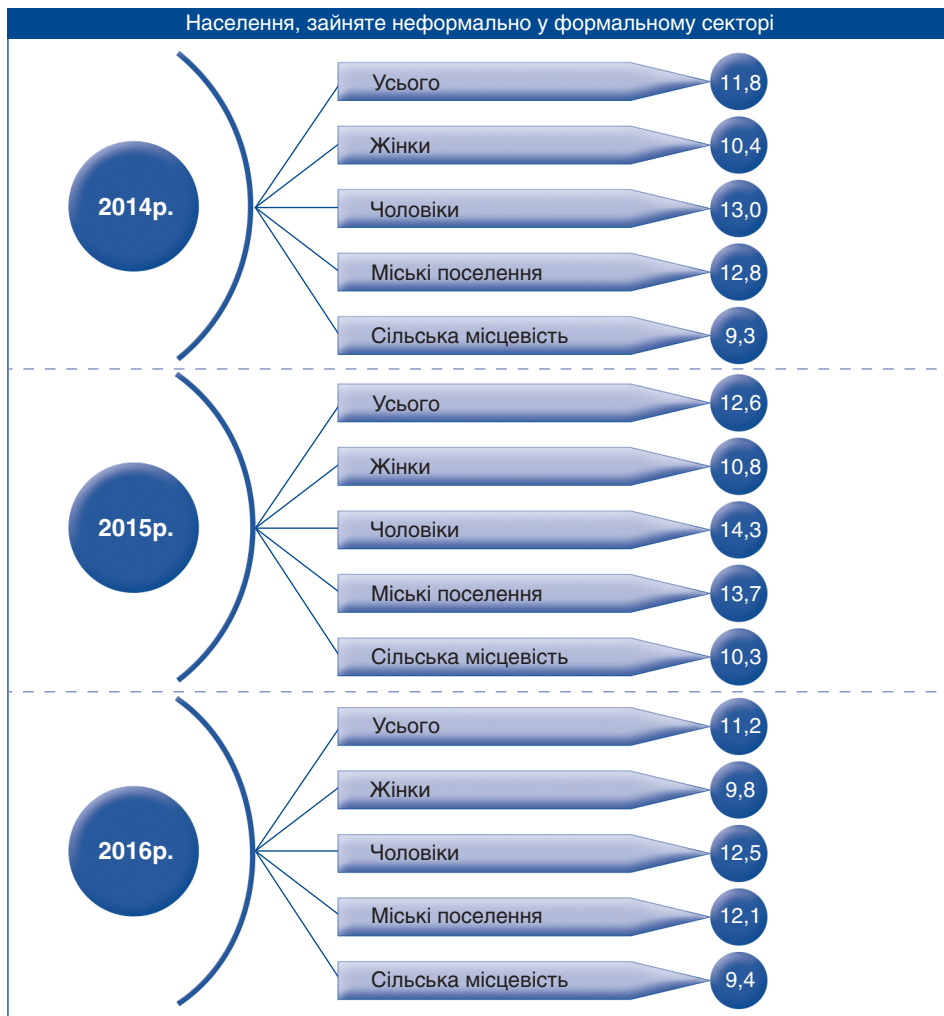 Населення, зайняте неформально у формальному секторі
2014р.
Усього 11,8
Жінки 10,4
Чоловіки 13,0
Міські поселення 12,8
Сільська місцевість 9,3
2015р.
Усього 12,6
Жінки 10,8
Чоловіки 14,3
Міські поселення 13,7
Сільська місцевість 10,3
2016р.
Усього 11,2
Жінки 9,8
Чоловіки 12,5
Міські поселення 12,1
Сільська місцевість 9,4